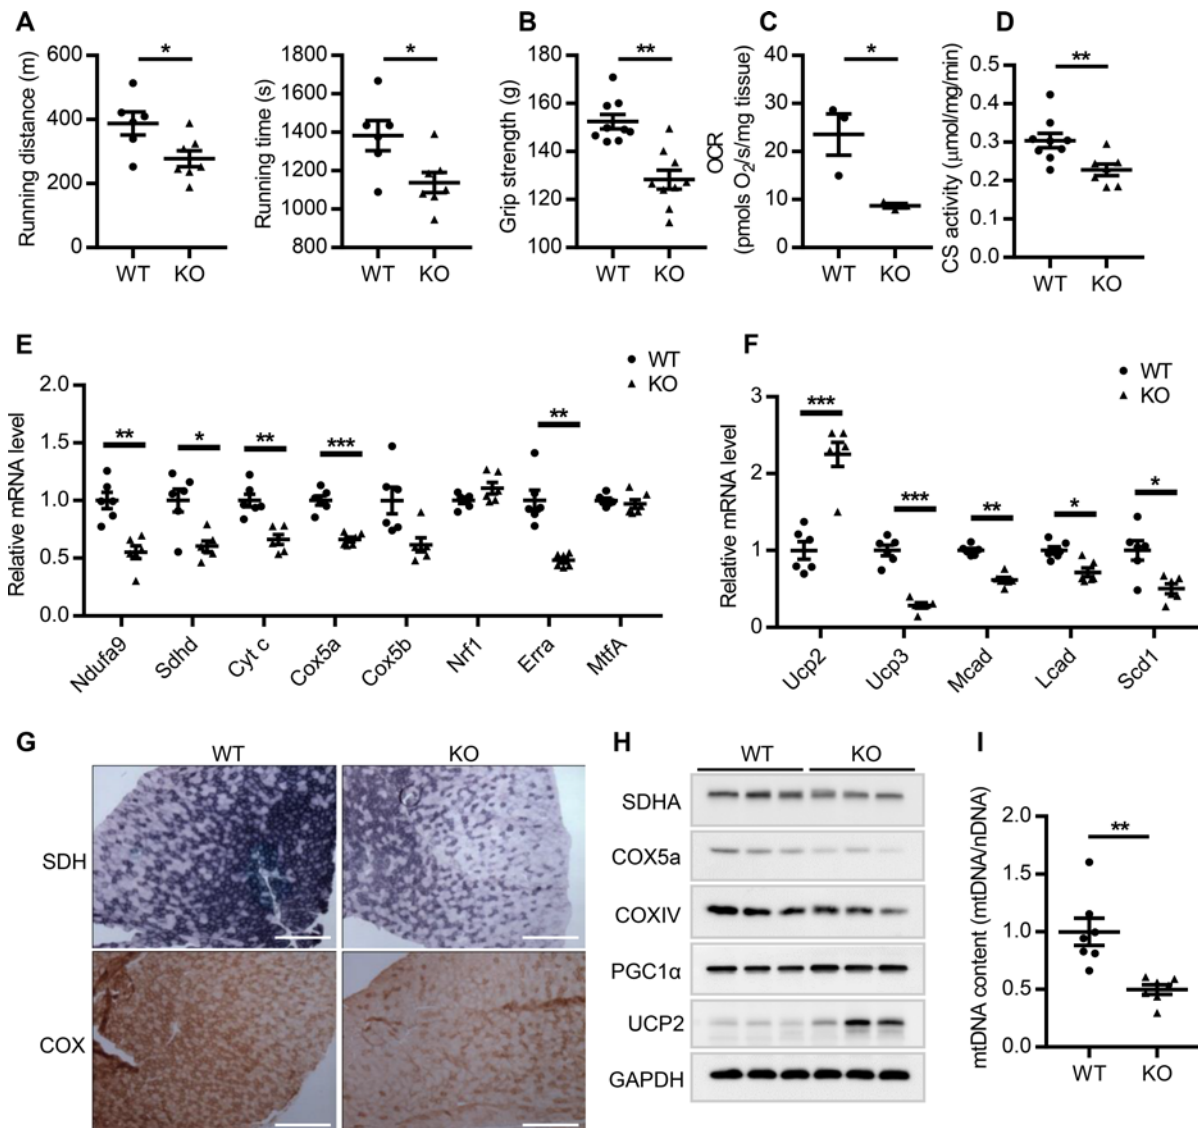 A
Running distance (m)
600
400
200
0
*
WT
KO
Running time (s)
1800
1600
1400
1200
1000
800
*
WT
KO
B
Grip strength (g)
180
160
140
120
100
**
WT
KO
C
OCR
(pmols O2/s/mg tissue)
40
30
20
10
0
*
WT
KO
D
CS activity (μmol/mg/min)
0.5
0.4
0.3
0.2
0.1
0.0
**
WT
KO
E
Relative mRNA level
2.0
1.5
1.0
0.5
0.0
WT
KO
**
*
**
***
**
Ndufa9
Sdhd
Cyt c
Cox5a
Cox5b
Nrf1
Erra
MtfA
F
Relative mRNA level
3
2
1
0
WT
KO
***
***
**
*
*
Ucp2
Ucp3
Mcad
Lcad
Scd1
G
WT
KO
SDH
COX
H
WT
KO
SDHA
COX5a
COXIV
PGC1α
UCP2
GAPDH
I
mtDNA content (mtDNA/nDNA)
2.0
1.5
1.0
0.5
0.0
**
WT
KO